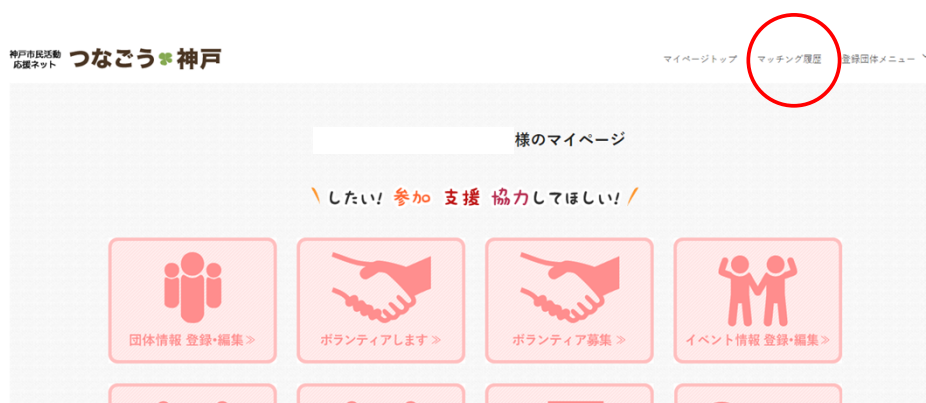 神戸市民活動
応援ネット
つなごう神戸
マイページトップ マッチング履歴 登録団体メニュー
様のマイページ
したい! 参加 支援 協力してほしい!
団体情報 登録・編集≫
ボランティアします≫
ボランティア募集≫
イベント情報 登録・編集≫